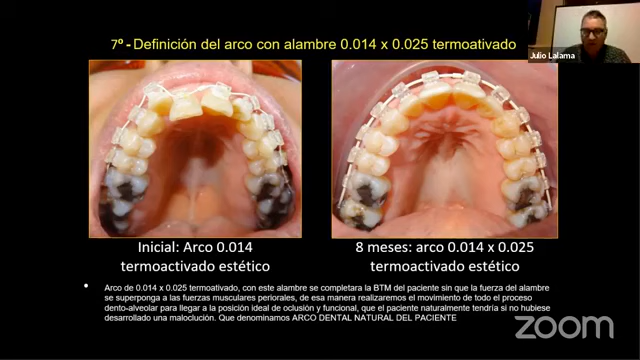 7º - Definición del arco con alambre 0.014 x 0.025 termoativado
Julio Lalama
Inicial: Arco 0.014
termoactivado estético
8 meses: arco 0.014 x 0.025
termoactivado estético
• Arco de 0.014 x 0.025 termoativado, con este alambre se completara la BTM del paciente sin que la fuerza del alambre
se superponga a las fuerzas musculares periorales, de esa manera realizaremos el movimiento de todo el proceso
dento-alveolar para llegar a la posición ideal de oclusión y funcional, que el paciente naturalmente tendría si no hubiese
desarrollado una maloclución. Que denominamos ARCO DENTAL NATURAL DEL PACIENTE
zoom